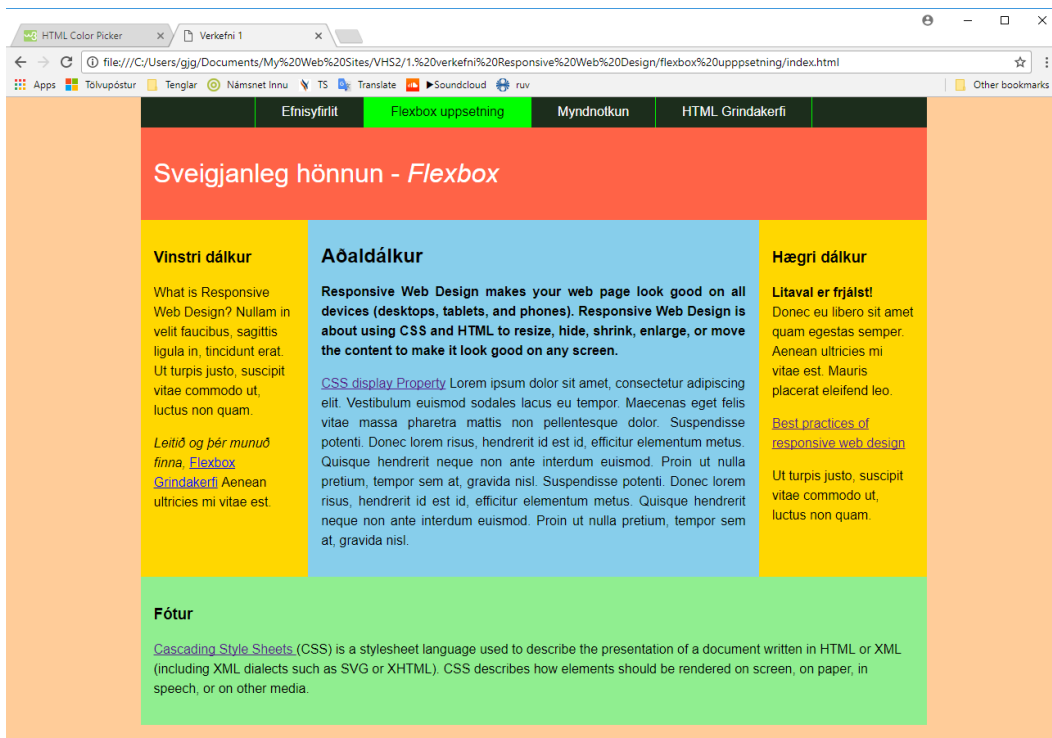 HTML Color Picker
Verkefni 1
file:///C:/Users/gjg/Documents/My%20Web%20Sites/VHS2/1.%20verkefni%20Responsive%20Web%20Design/flexbox%20upppsetning/index.html
Apps Tölvupóstur Tenglar Námsnet Innu TS Translate ▶Soundcloud ruv Other bookmarks
Efnisyfirlit Flexbox uppsetning Myndnotkun HTML Grindakerfi
Sveigjanleg hönnun - Flexbox
Vinstri dálkur
What is Responsive
Web Design? Nullam in
velit faucibus, sagittis
ligula in, tincidunt erat.
Ut turpis justo, suscipit
vitae commodo ut,
luctus non quam.
Leitið og þér munuð
finna, Flexbox
Grindakerfi Aenean
ultricies mi vitae est.
Aðaldálkur
Responsive Web Design makes your web page look good on all
devices (desktops, tablets, and phones). Responsive Web Design is
about using CSS and HTML to resize, hide, shrink, enlarge, or move
the content to make it look good on any screen.
CSS display Property Lorem ipsum dolor sit amet, consectetur adipiscing
elit. Vestibulum euismod sodales lacus eu tempor. Maecenas eget felis
vitae massa pharetra mattis non pellentesque dolor. Suspendisse
potenti. Donec lorem risus, hendrerit id est id, efficitur elementum metus.
Quisque hendrerit neque non ante interdum euismod. Proin ut nulla
pretium, tempor sem at, gravida nisl. Suspendisse potenti. Donec lorem
risus, hendrerit id est id, efficitur elementum metus. Quisque hendrerit
neque non ante interdum euismod. Proin ut nulla pretium, tempor sem
at, gravida nisl.
Hægri dálkur
Litaval er frjálst!
Donec eu libero sit amet
quam egestas semper.
Aenean ultricies mi
vitae est. Mauris
placerat eleifend leo.
Best practices of
responsive web design
Ut turpis justo, suscipit
vitae commodo ut,
luctus non quam.
Fótur
Cascading Style Sheets (CSS) is a stylesheet language used to describe the presentation of a document written in HTML or XML
(including XML dialects such as SVG or XHTML). CSS describes how elements should be rendered on screen, on paper, in
speech, or on other media.